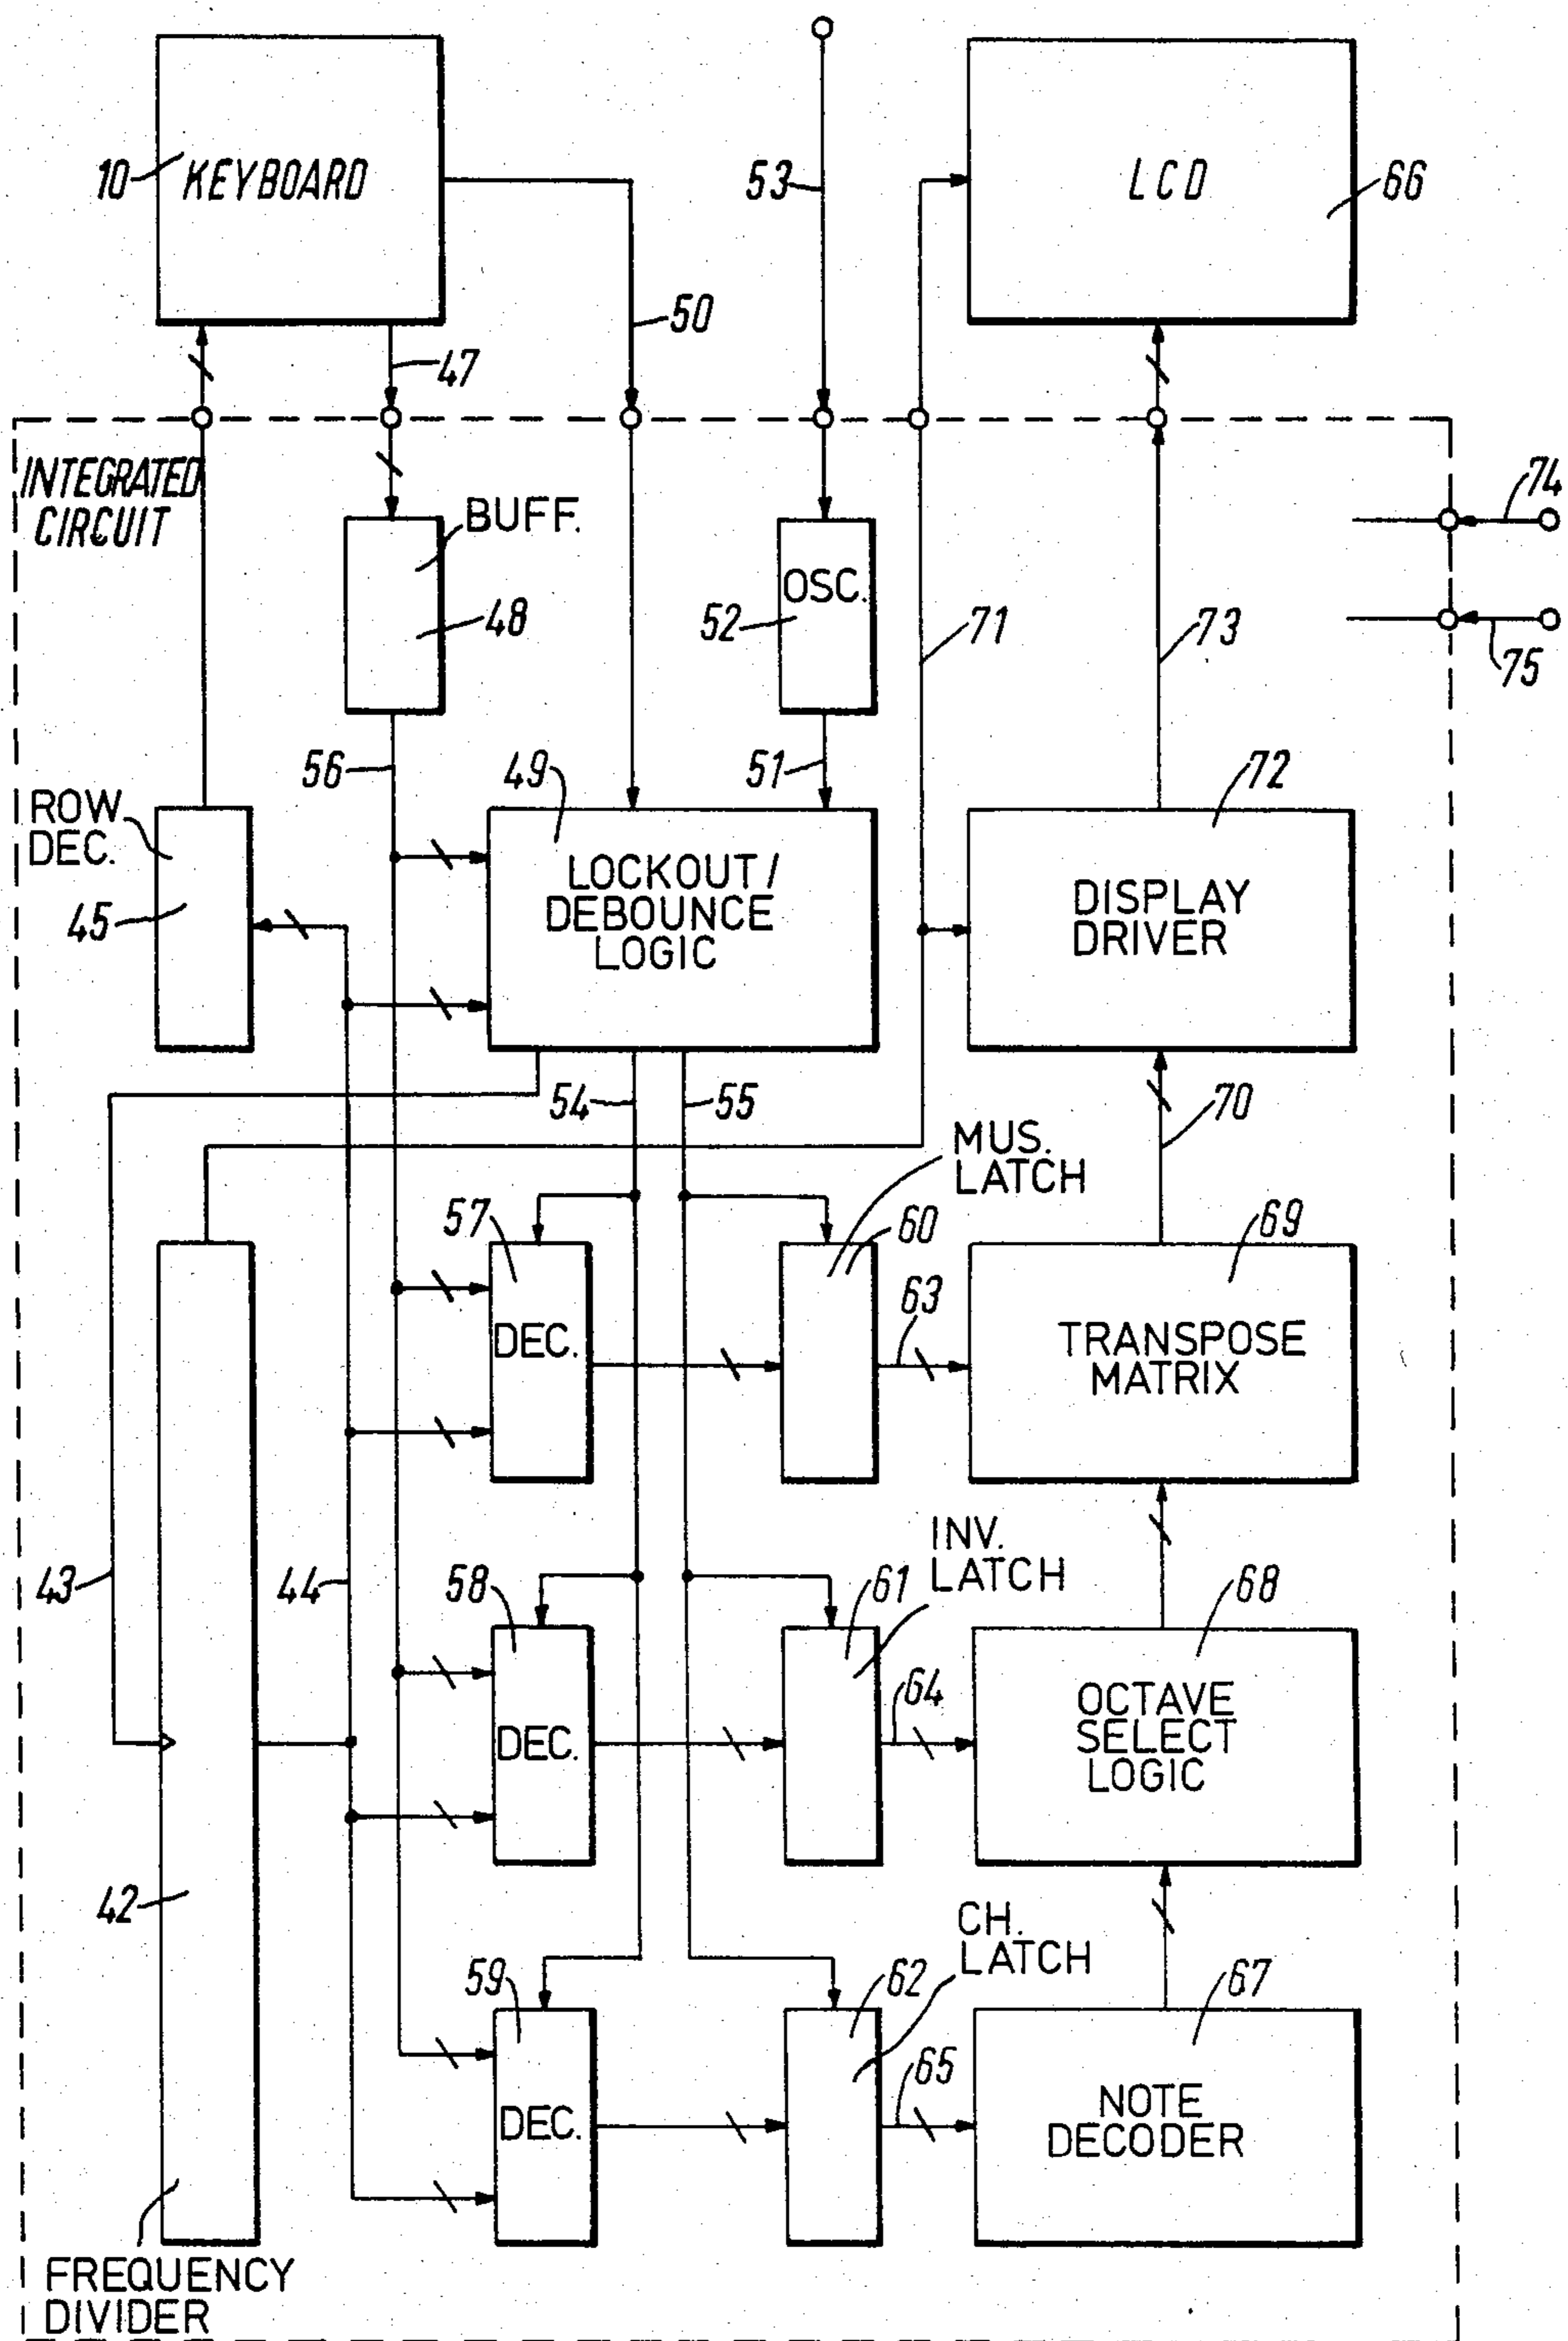 10
KEYBOARD
53
LCD
66
50
47
INTEGRATED
CIRCUIT
BUFF.
74
OSC.
52
48
71
73
75
56
49
51
72
ROW
DEC.
45
LOCKOUT/
DEBOUNCE
LOGIC
DISPLAY
DRIVER
54
55
70
MUS.
LATCH
57
60
69
63
DEC.
TRANSPOSE
MATRIX
INV.
LATCH
43
44
58
61
68
64
DEC.
OCTAVE
SELECT
LOGIC
42
CH.
LATCH
59
62
67
65
DEC.
NOTE
DECODER
FREQUENCY
DIVIDER